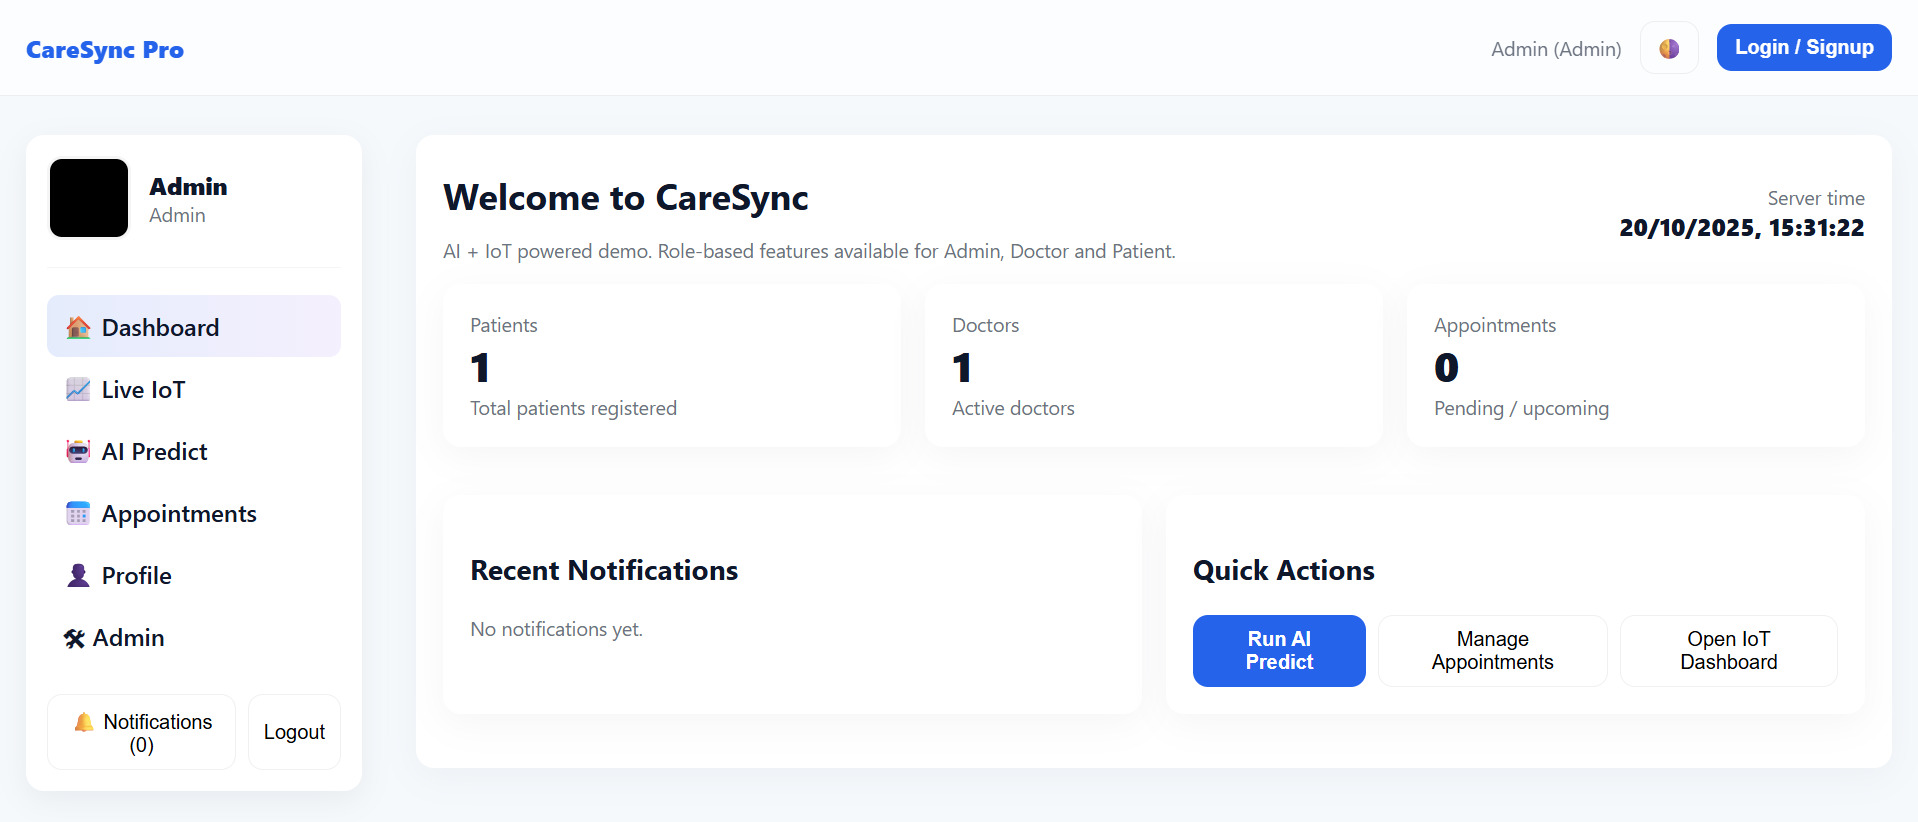 CareSync Pro
Admin (Admin)
Login / Signup
Admin
Admin
Dashboard
Live IoT
AI Predict
Appointments
Profile
Admin
Notifications
(0)
Logout
Welcome to CareSync
AI + IoT powered demo. Role-based features available for Admin, Doctor and Patient.
Server time
20/10/2025, 15:31:22
Patients
1
Total patients registered
Doctors
1
Active doctors
Appointments
0
Pending / upcoming
Recent Notifications
No notifications yet.
Quick Actions
Run AI
Predict
Manage
Appointments
Open IoT
Dashboard